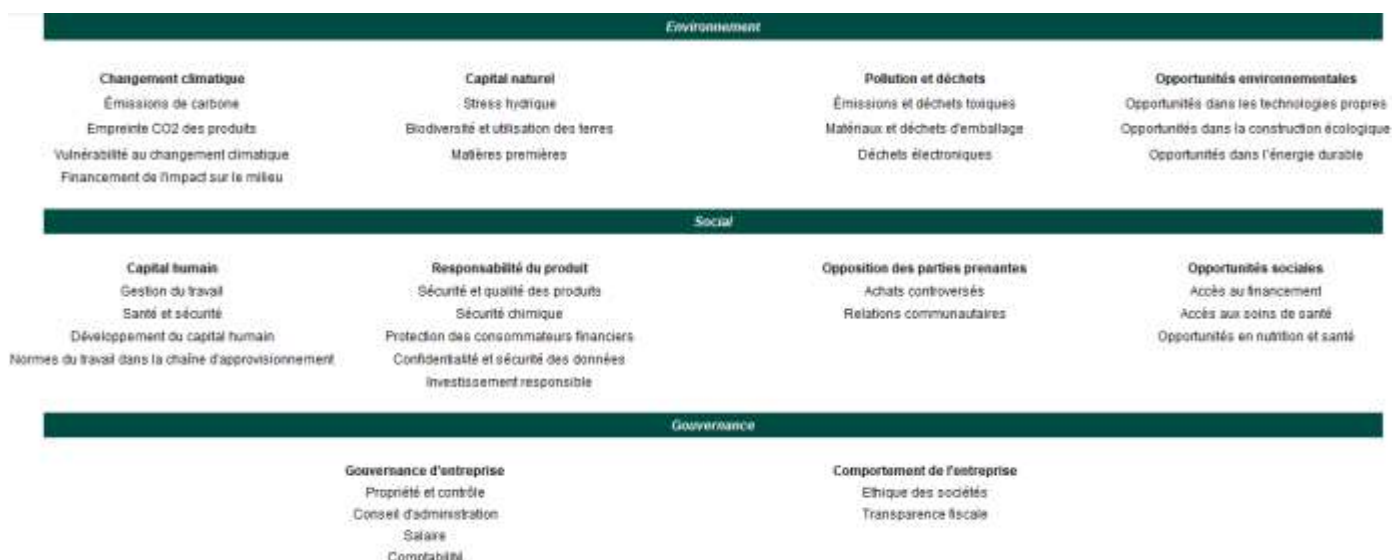 Environnement
Changement climatique
Émissions de carbone
Empreinte CO2 des produits
Vulnérabilité au changement climatique
Financement de l'impact sur le milieu
Capital naturel
Stress hydrique
Biodiversité et utilisation des terres
Matières premières
Pollution et déchets
Émissions et déchets toxiques
Matériaux et déchets d'emballage
Déchets électroniques
Opportunités environnementales
Opportunités dans les technologies propres
Opportunités dans la construction écologique
Opportunités dans l'énergie durable
Social
Capital humain
Gestion du travail
Santé et sécurité
Développement du capital humain
Normes du travail dans la chaîne d'approvisionnement
Responsabilité du produit
Sécurité et qualité des produits
Sécurité chimique
Protection des consommateurs financiers
Confidentialité et sécurité des données
Investissement responsable
Opposition des parties prenantes
Achats controversés
Relations communautaires
Opportunités sociales
Accès au financement
Accès aux soins de santé
Opportunités en nutrition et santé
Gouvernance
Gouvernance d'entreprise
Propriété et contrôle
Conseil d'administration
Salaire
Comptabilité
Comportement de l'entreprise
Ethique des sociétés
Transparence fiscale